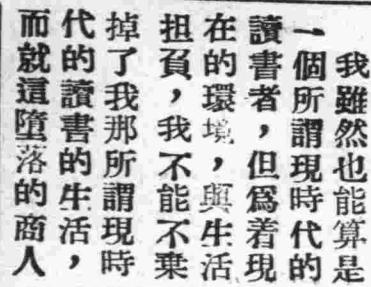 我雖然也能算是
一個所謂現時代的
讀書者，但爲着現
在的環境，與生活
担負，我不能不棄
掉了我那所謂現時
代的讀書的生活，
而就這墮落的商人